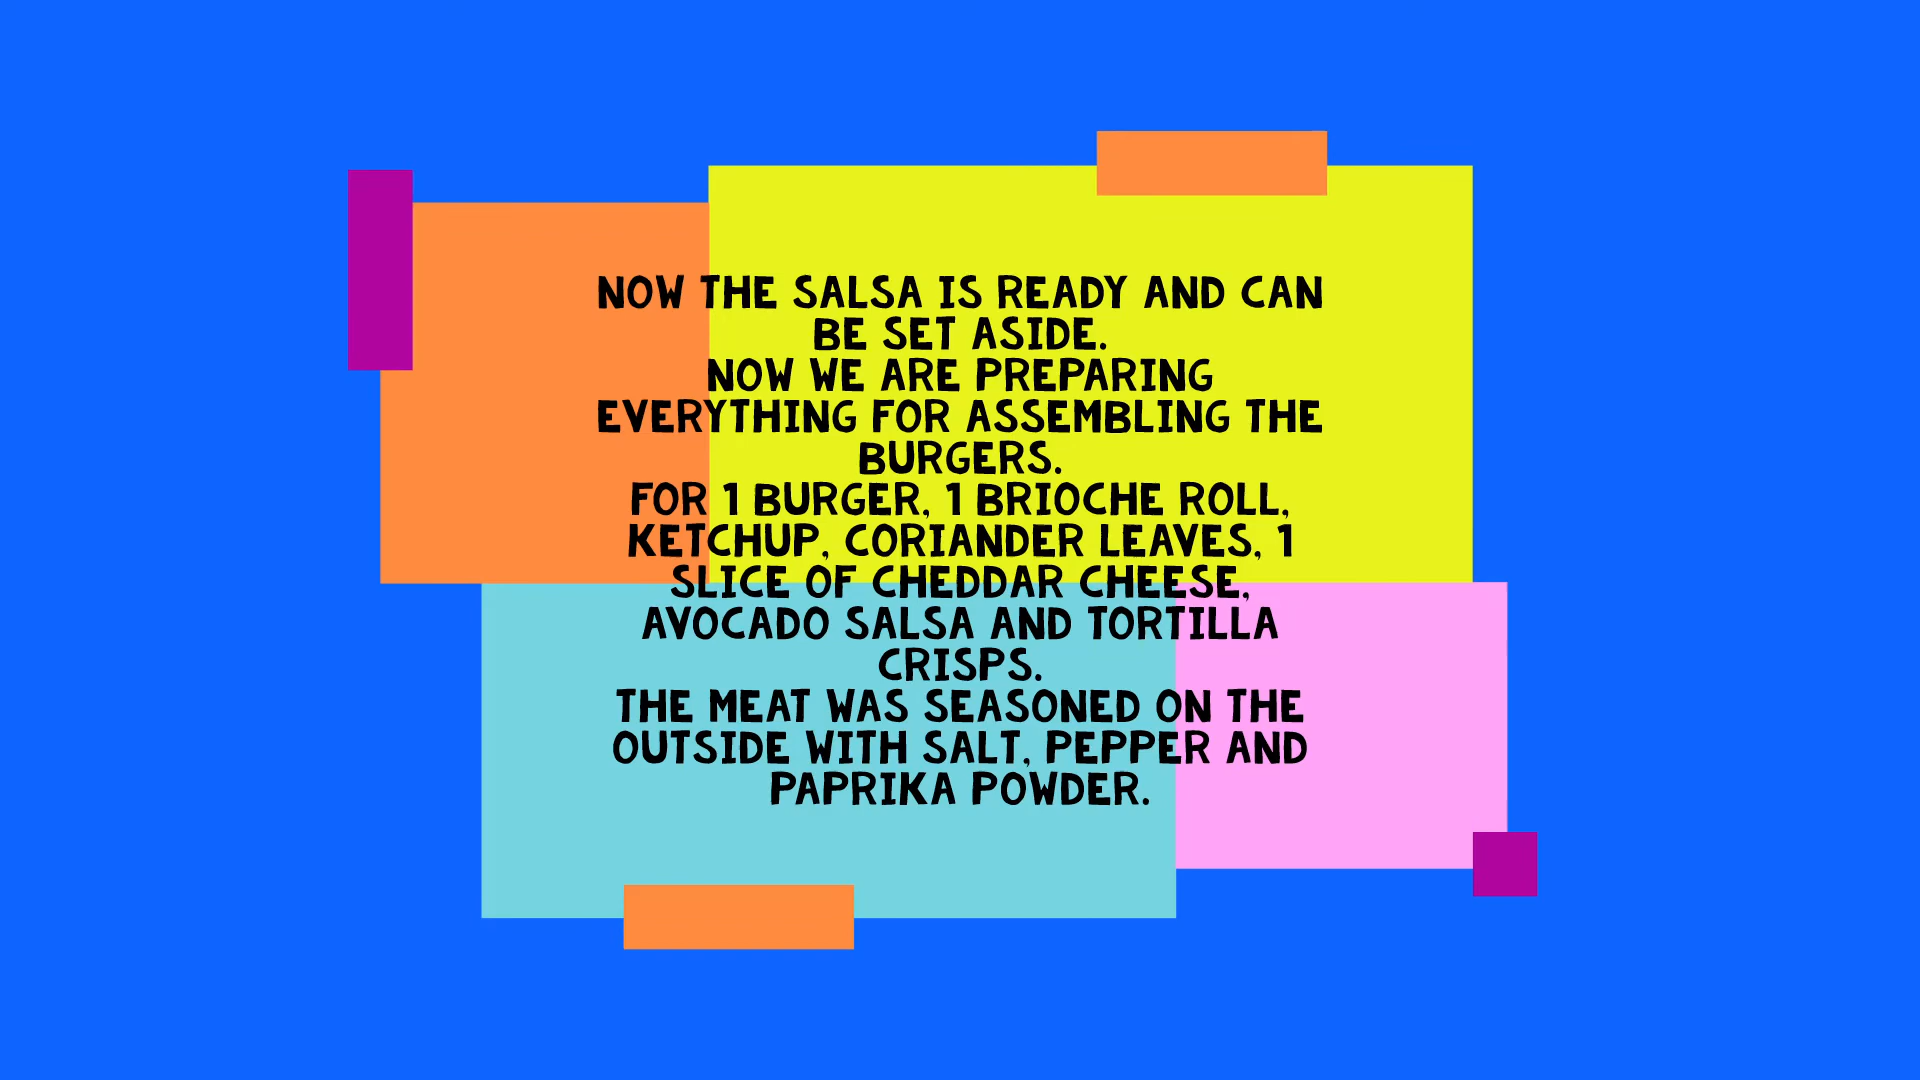 NOW THE SALSA IS READY AND CAN
BE SET ASIDE.
NOW WE ARE PREPARING
EVERYTHING FOR ASSEMBLING THE
BURGERS.
FOR 1 BURGER, 1 BRIOCHE ROLL,
KETCHUP, CORIANDER LEAVES, 1
SLICE OF CHEDDAR CHEESE,
AVOCADO SALSA AND TORTILLA
CRISPS.
THE MEAT WAS SEASONED ON THE
OUTSIDE WITH SALT, PEPPER AND
PAPRIKA POWDER.